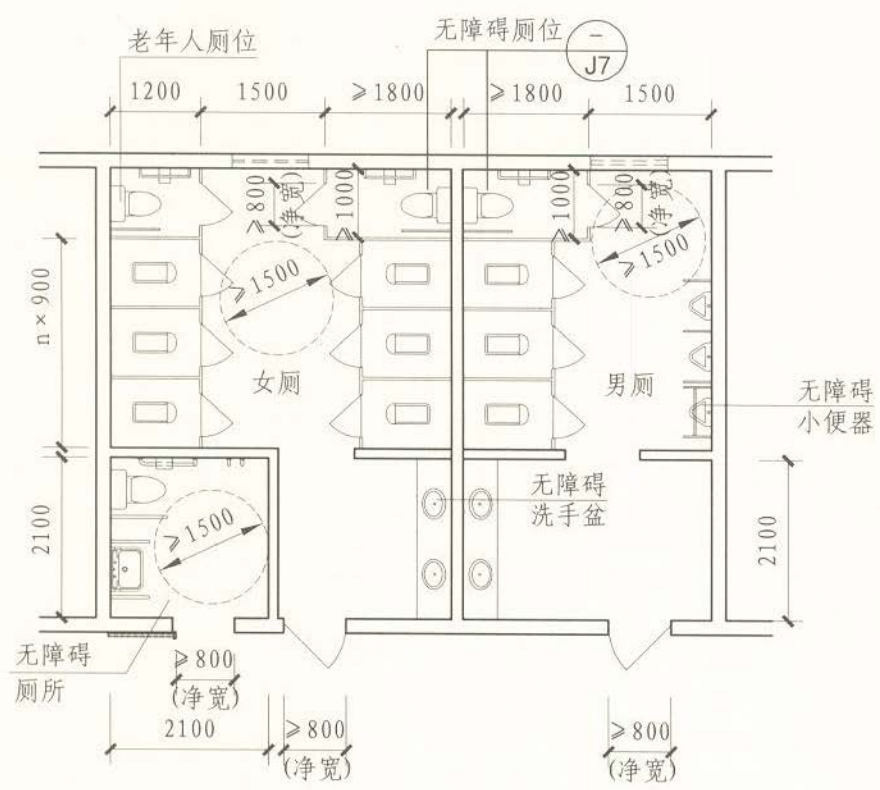 老年人厕位
无障碍厕位
—
J7
1200
1500
≥1800
≥1800
1500
≥800
(净宽)
≥1000
≥1000
≥800
(净宽)
n×900
≥1500
≥1500
女厕
男厕
无障碍
小便器
无障碍
洗手盆
2100
≥1500
2100
无障碍
厕所
≥800
(净宽)
2100
≥800
(净宽)
≥800
(净宽)